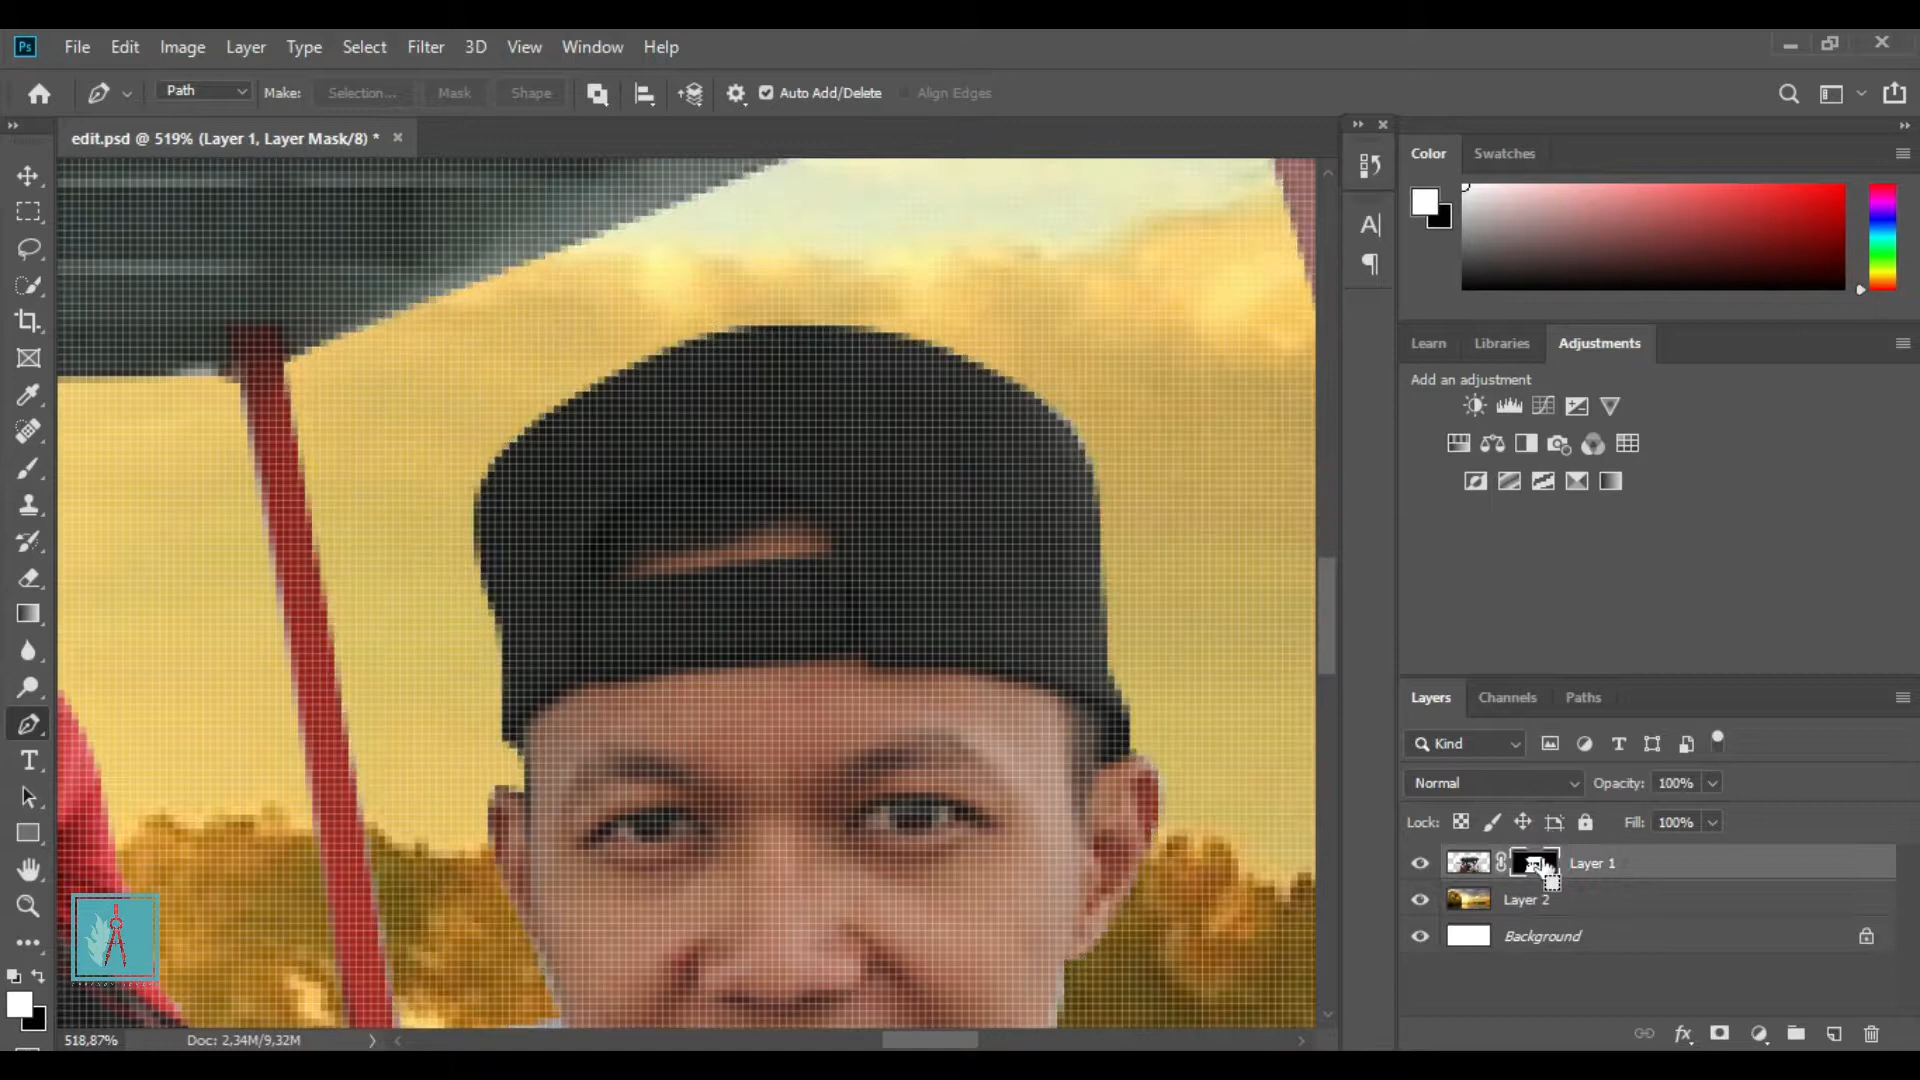 Ps File Edit Image Layer Type Select Filter 3D View Window Help
Path Make: Selection... Mask Shape Auto Add/Delete Align Edges
edit.psd @ 519% (Layer 1, Layer Mask/8) *
Color Swatches
Learn Libraries Adjustments
Add an adjustment
Layers Channels Paths
Kind
Normal Opacity: 100%
Lock: Fill: 100%
Layer 1
Layer 2
Background
fx
518,87% Doc: 2,34M/9,32M